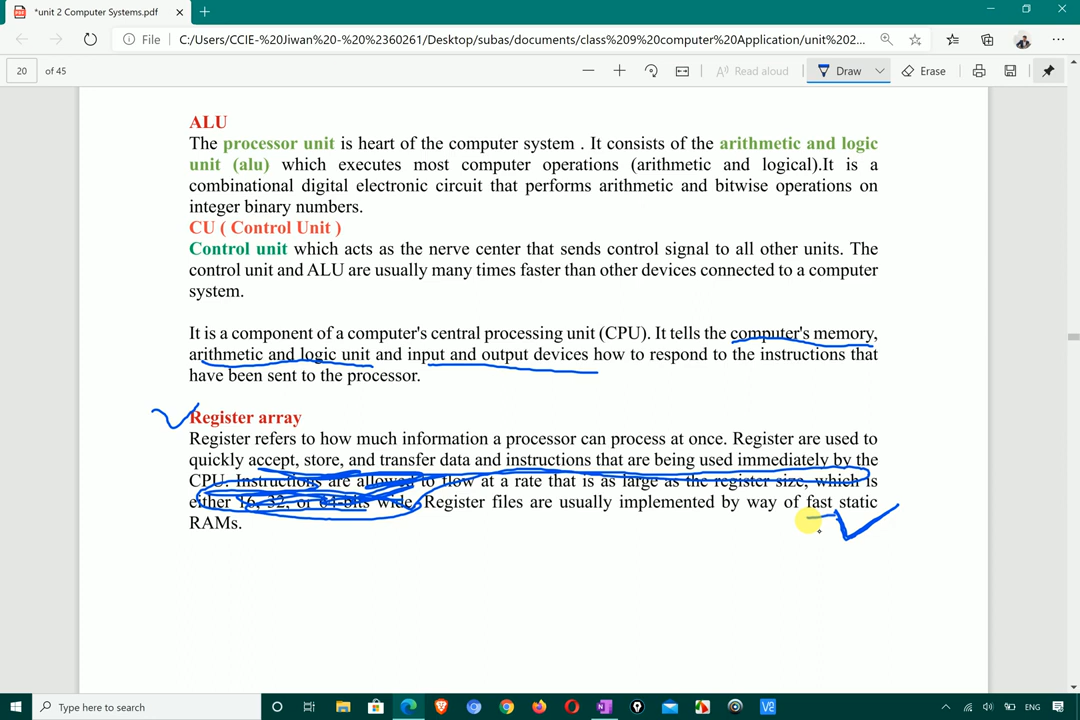 *unit 2 Computer Systems.pdf
File C:/Users/CCIE-%20Jiwan%20-%20%2360261/Desktop/subas/documents/class%209%20computer%20Application/unit%202...
20 of 45 Read aloud Draw Erase
ALU
The processor unit is heart of the computer system . It consists of the arithmetic and logic
unit (alu) which executes most computer operations (arithmetic and logical).It is a
combinational digital electronic circuit that performs arithmetic and bitwise operations on
integer binary numbers.
CU ( Control Unit )
Control unit which acts as the nerve center that sends control signal to all other units. The
control unit and ALU are usually many times faster than other devices connected to a computer
system.
It is a component of a computer's central processing unit (CPU). It tells the computer's memory,
arithmetic and logic unit and input and output devices how to respond to the instructions that
have been sent to the processor.
Register array
Register refers to how much information a processor can process at once. Register are used to
quickly accept, store, and transfer data and instructions that are being used immediately by the
CPU. Instructions are allowed to flow at a rate that is as large as the register size, which is
either 16, 32, or 64-bits wide. Register files are usually implemented by way of fast static
RAMs.
Type here to search
ENG